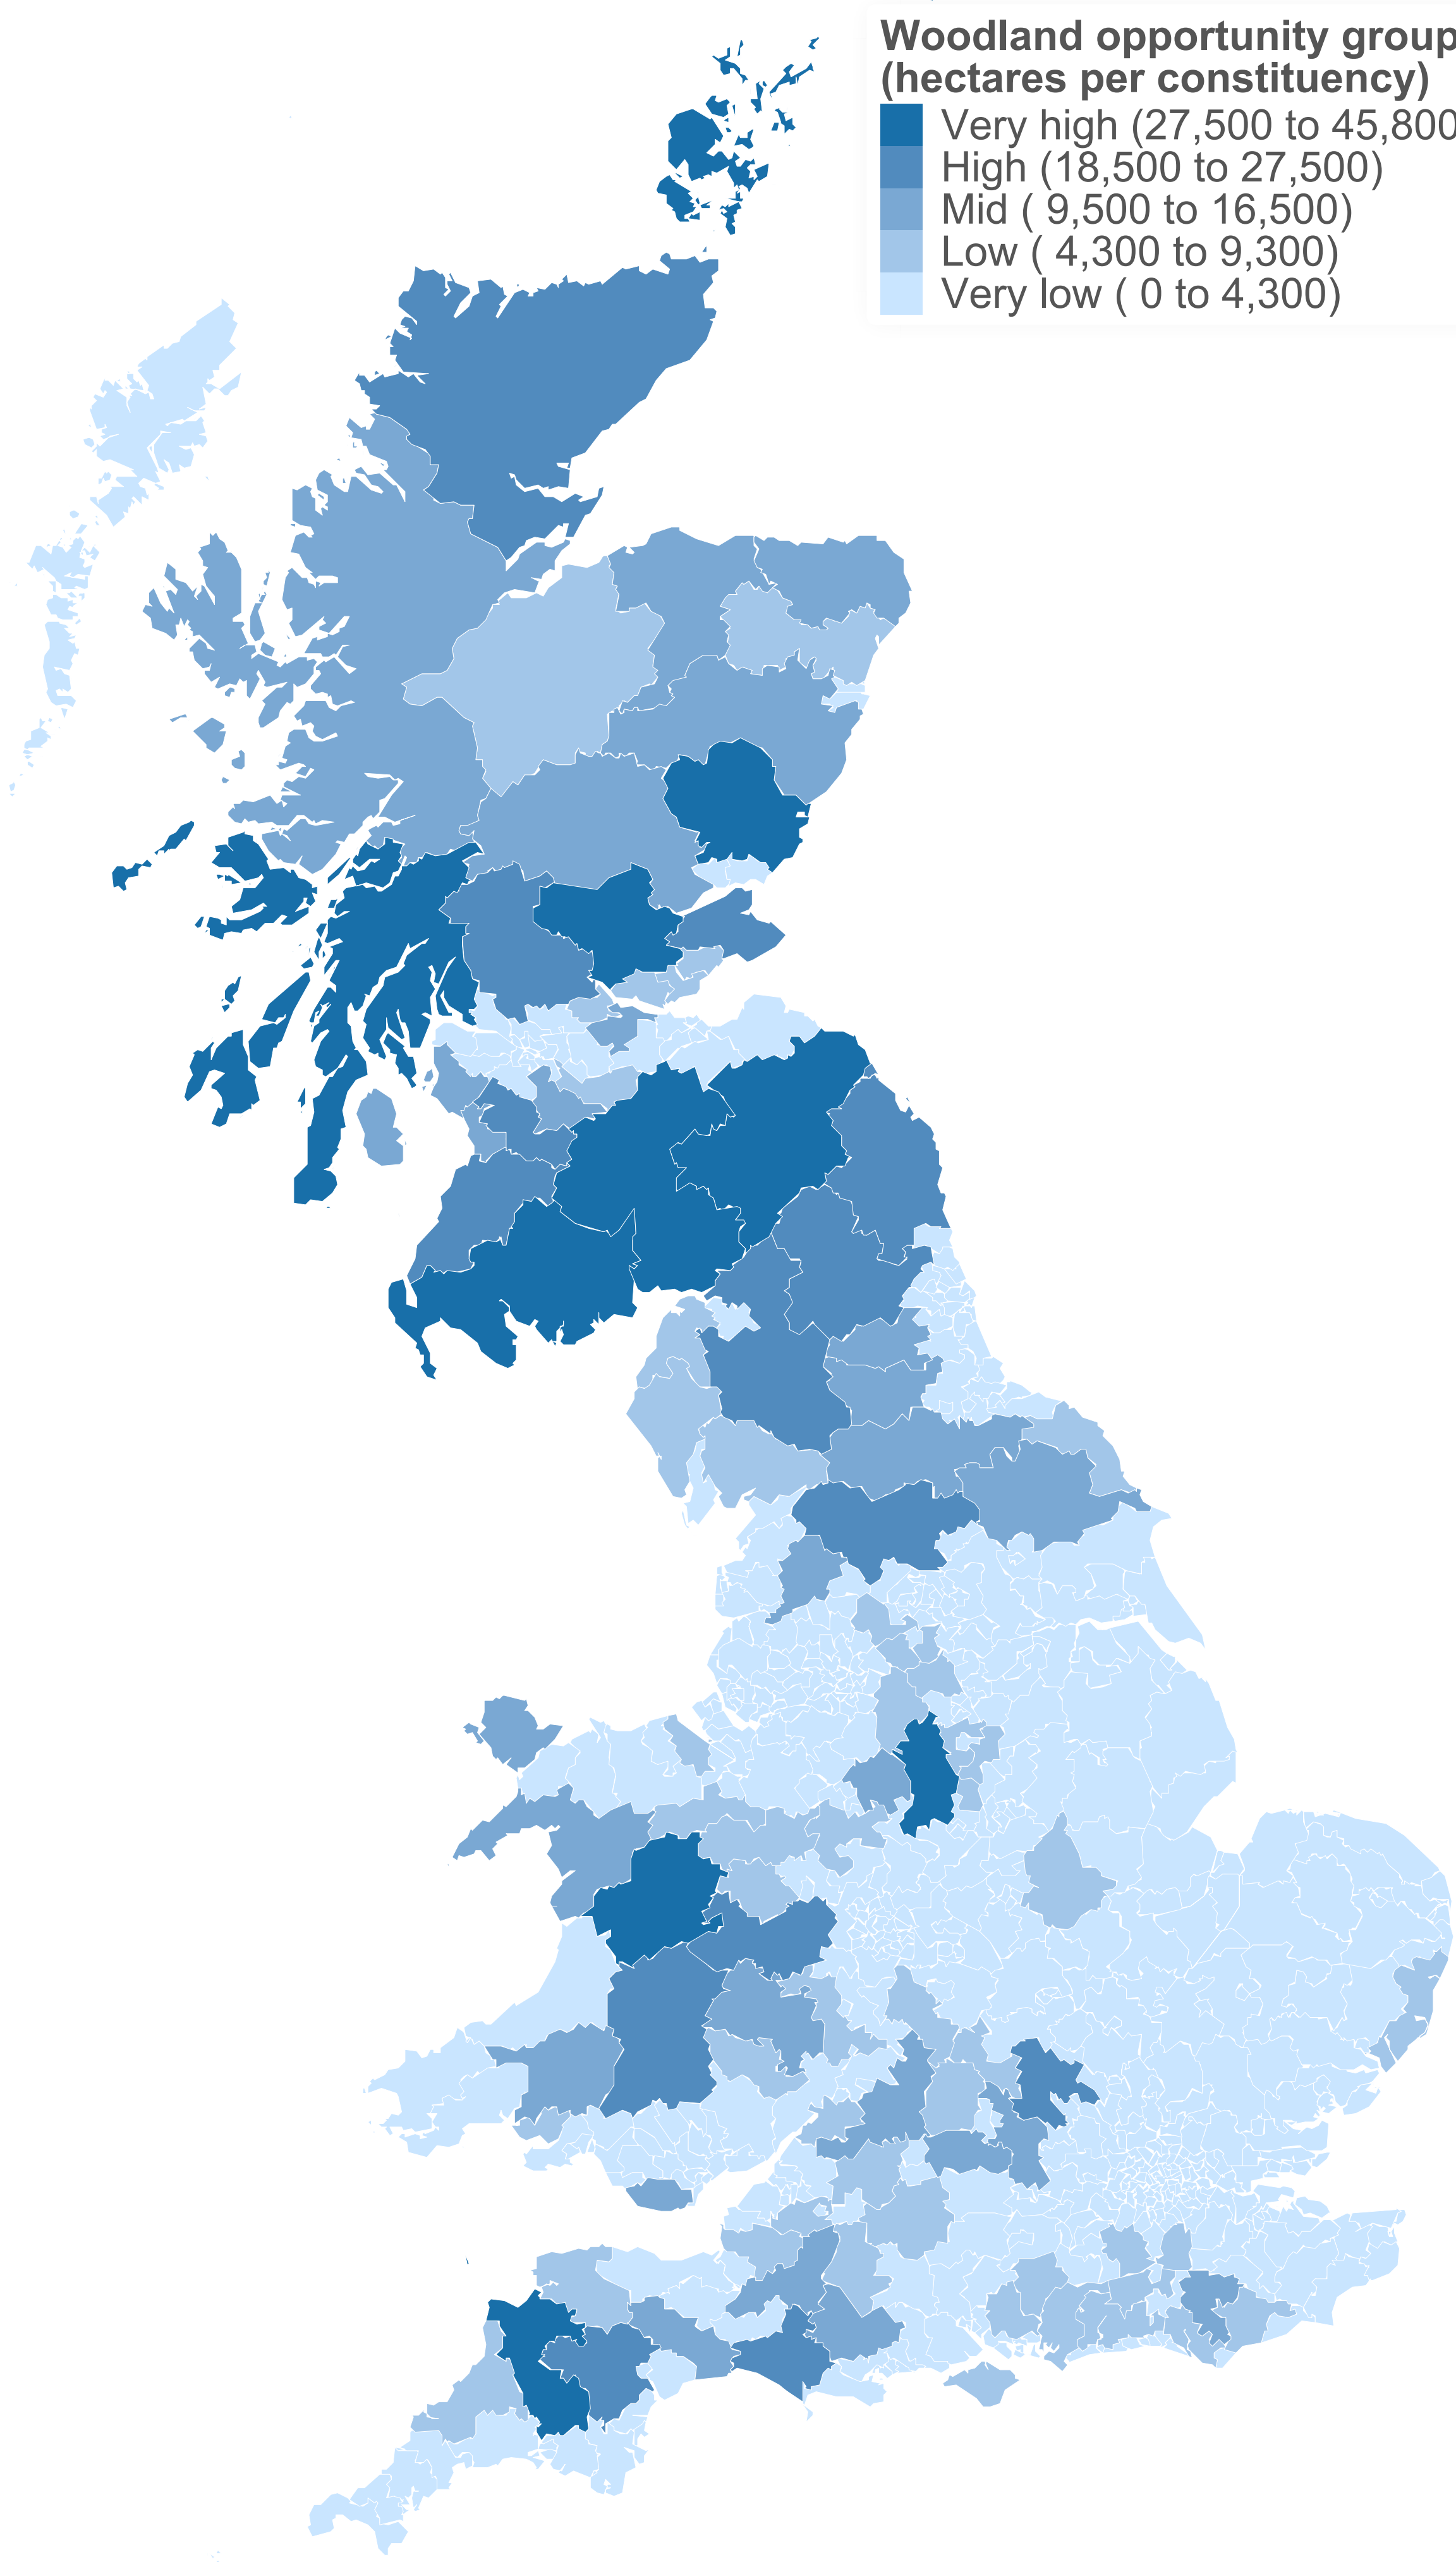 Woodland opportunity group
(hectares per constituency)
Very high (27,500 to 45,800
High (18,500 to 27,500)
Mid ( 9,500 to 16,500)
Low ( 4,300 to 9,300)
Very low ( 0 to 4,300)